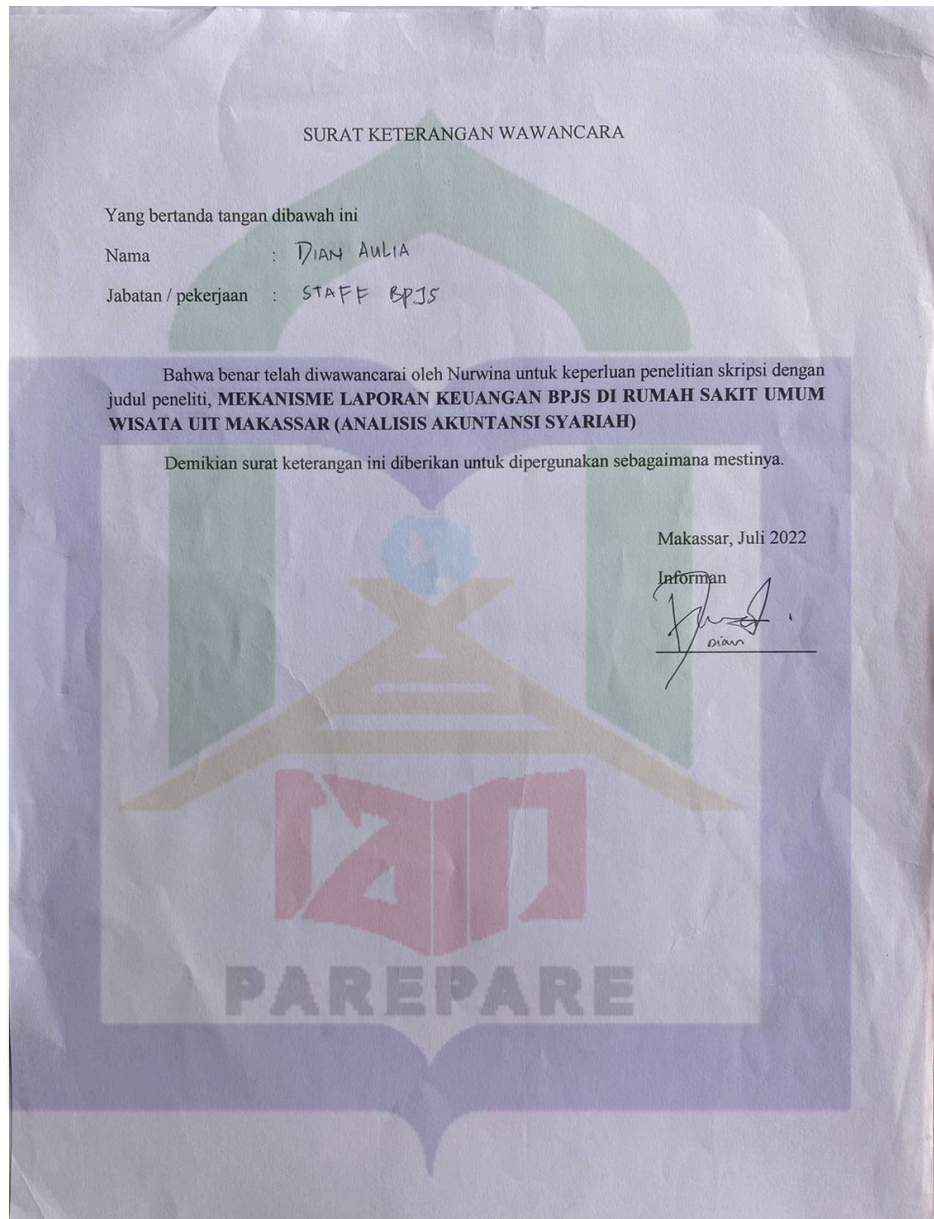 SURAT KETERANGAN WAWANCARA
Yang bertanda tangan dibawah ini
Nama : DIAN AULIA
Jabatan / pekerjaan : STAFF BPJS
Bahwa benar telah diwawancarai oleh Nurwina untuk keperluan penelitian skripsi dengan
judul peneliti, MEKANISME LAPORAN KEUANGAN BPJS DI RUMAH SAKIT UMUM
WISATA UIT MAKASSAR (ANALISIS AKUNTANSI SYARIAH)
Demikian surat keterangan ini diberikan untuk dipergunakan sebagaimana mestinya.
Makassar, Juli 2022
Informan
Dian
iain
PAREPARE